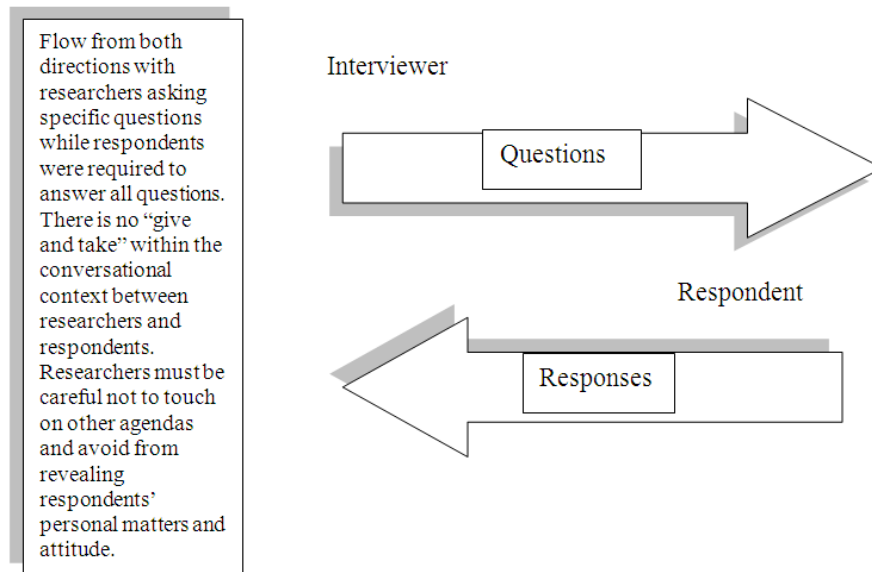 Flow from both
directions with
researchers asking
specific questions
while respondents
were required to
answer all questions.
There is no “give
and take” within the
conversational
context between
researchers and
respondents.
Researchers must be
careful not to touch
on other agendas
and avoid from
revealing
respondents’
personal matters and
attitude.
Interviewer
Questions
Respondent
Responses